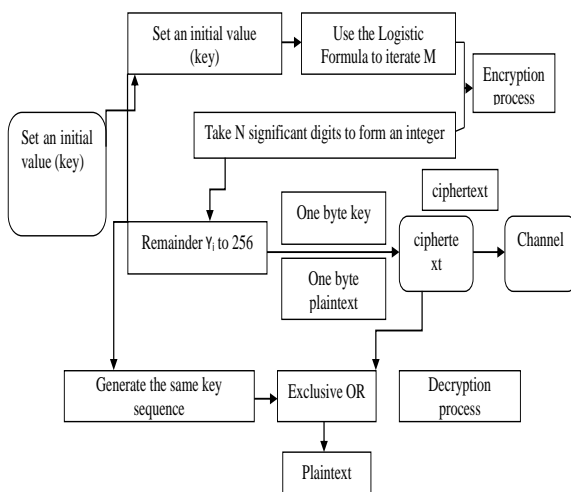 Set an initial value
(key)
Use the Logistic
Formula to iterate M
Encryption
process
Set an initial
value (key)
Take N significant digits to form an integer
ciphertext
One byte key
Remainder γi to 256
cipherte
xt
Channel
One byte
plaintext
Generate the same key
sequence
Exclusive OR
Decryption
process
Plaintext